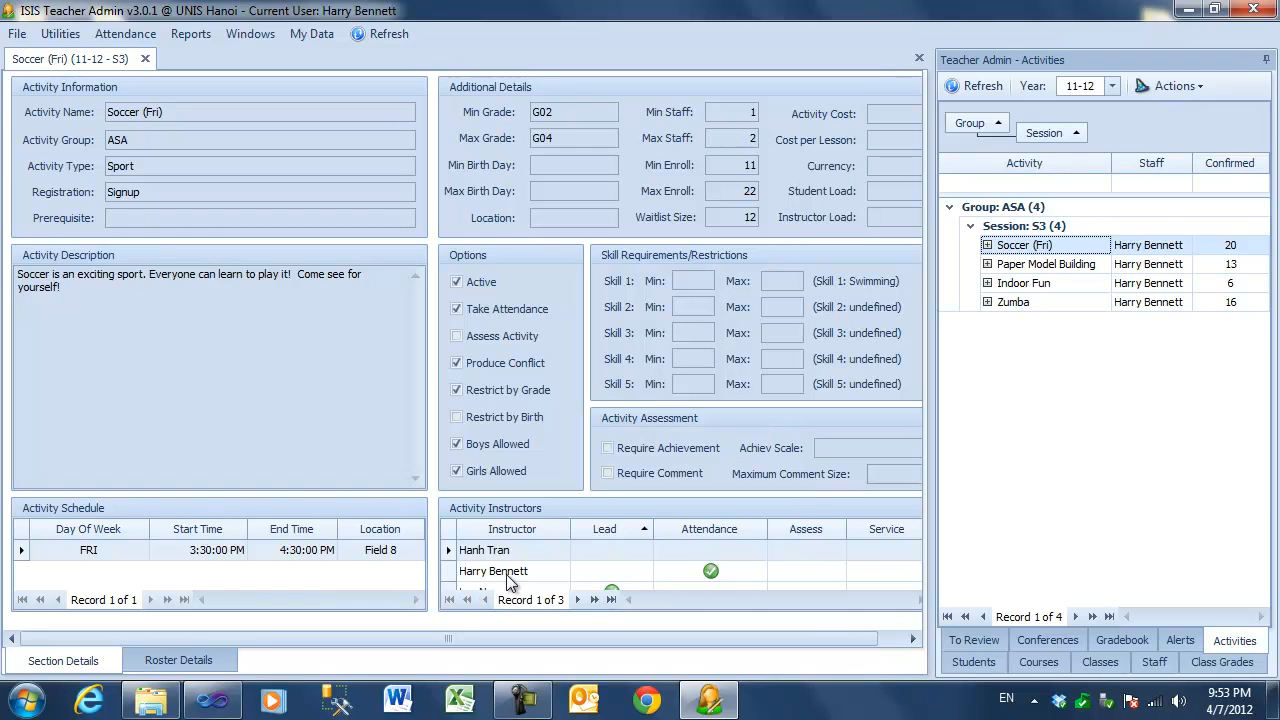 ISIS Teacher Admin v3.0.1 @ UNIS Hanoi - Current User: Harry Bennett
File Utilities Attendance Reports Windows My Data Refresh
Soccer (Fri) (11-12 - S3)
Activity Information
Activity Name: Soccer (Fri)
Activity Group: ASA
Activity Type: Sport
Registration: Signup
Prerequisite:
Additional Details
Min Grade: G02 Min Staff: 1 Activity Cost:
Max Grade: G04 Max Staff: 2 Cost per Lesson:
Min Birth Day: Min Enroll: 11 Currency:
Max Birth Day: Max Enroll: 22 Student Load:
Location: Waitlist Size: 12 Instructor Load:
Activity Description
Soccer is an exciting sport. Everyone can learn to play it! Come see for
yourself!
Options
Active
Take Attendance
Assess Activity
Produce Conflict
Restrict by Grade
Restrict by Birth
Boys Allowed
Girls Allowed
Skill Requirements/Restrictions
Skill 1: Min: Max: (Skill 1: Swimming)
Skill 2: Min: Max: (Skill 2: undefined)
Skill 3: Min: Max: (Skill 3: undefined)
Skill 4: Min: Max: (Skill 4: undefined)
Skill 5: Min: Max: (Skill 5: undefined)
Activity Assessment
Require Achievement Achiev Scale:
Require Comment Maximum Comment Size:
Activity Schedule
Day Of Week Start Time End Time Location
FRI 3:30:00 PM 4:30:00 PM Field 8
Record 1 of 1
Activity Instructors
Instructor Lead Attendance Assess Service
Hanh Tran
Harry Bennett
Record 1 of 3
Section Details Roster Details
Teacher Admin - Activities
Refresh Year: 11-12 Actions
Group
Session
Activity Staff Confirmed
Group: ASA (4)
Session: S3 (4)
Soccer (Fri) Harry Bennett 20
Paper Model Building Harry Bennett 13
Indoor Fun Harry Bennett 6
Zumba Harry Bennett 16
Record 1 of 4
To Review Conferences Gradebook Alerts Activities
Students Courses Classes Staff Class Grades
EN
9:53 PM
4/7/2012